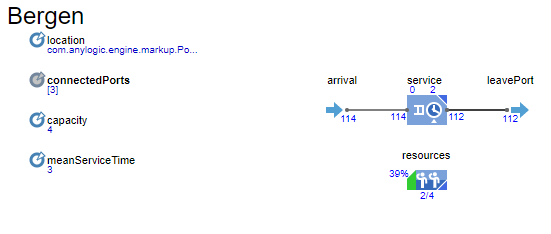 Bergen
location
com.anylogic.engine.markup.Po...
connectedPorts
[3]
capacity
4
meanServiceTime
3
arrival
service
leavePort
0 2
114
114
112
112
resources
39%
2/4